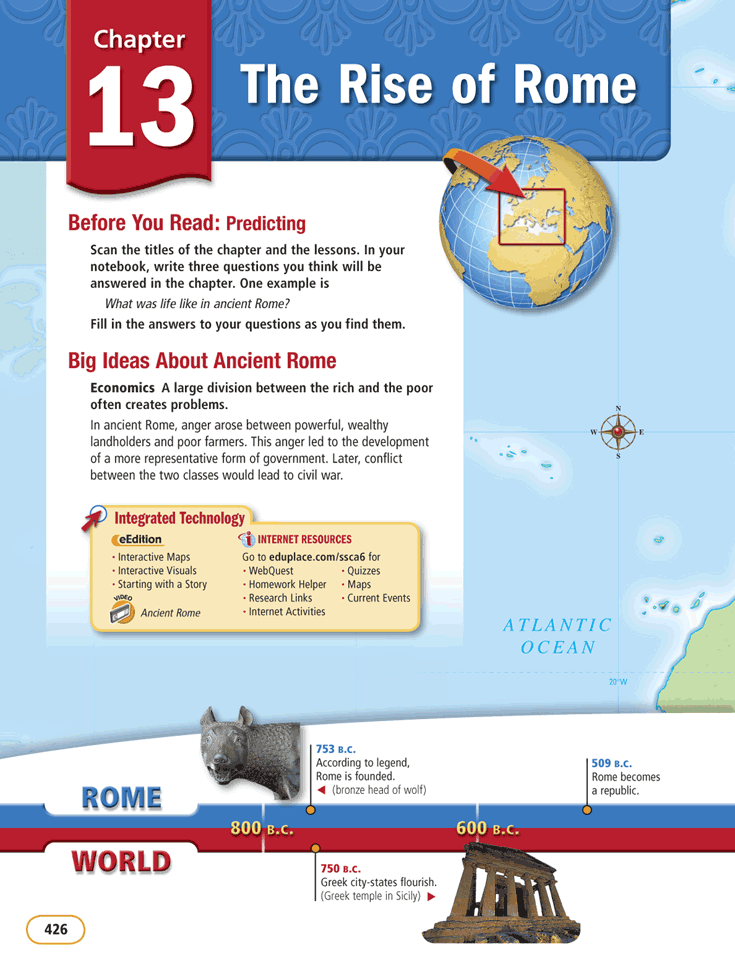 Chapter
13
The Rise of Rome
Before You Read: Predicting
Scan the titles of the chapter and the lessons. In your
notebook, write three questions you think will be
answered in the chapter. One example is
What was life like in ancient Rome?
Fill in the answers to your questions as you find them.
Big Ideas About Ancient Rome
Economics A large division between the rich and the poor
often creates problems.
In ancient Rome, anger arose between powerful, wealthy
landholders and poor farmers. This anger led to the development
of a more representative form of government. Later, conflict
between the two classes would lead to civil war.
Integrated Technology
eEdition
• Interactive Maps
• Interactive Visuals
• Starting with a Story
VIDEO
Ancient Rome
i INTERNET RESOURCES
Go to eduplace.com/ssca6 for
• WebQuest
• Homework Helper
• Research Links
• Internet Activities
• Quizzes
• Maps
• Current Events
N
W E
S
ATLANTIC
OCEAN
20°W
753 B.C.
According to legend,
Rome is founded.
◀ (bronze head of wolf)
509 B.C.
Rome becomes
a republic.
ROME
800 B.C. 600 B.C.
WORLD
750 B.C.
Greek city-states flourish.
(Greek temple in Sicily) ▶
426